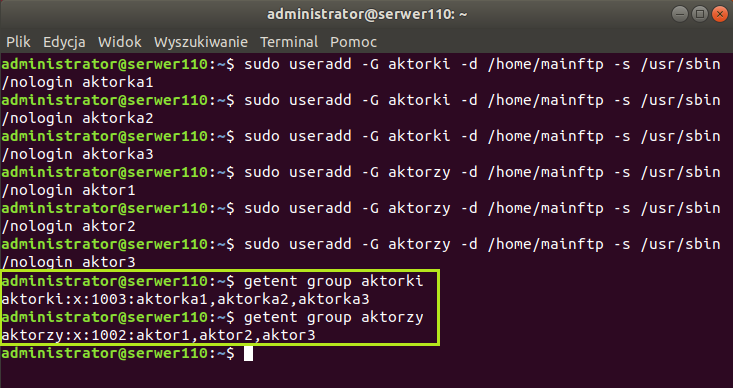 administrator@serwer110: ~
Plik Edycja Widok Wyszukiwanie Terminal Pomoc
administrator@serwer110:~$ sudo useradd -G aktorki -d /home/mainftp -s /usr/sbin
/nologin aktorka1
administrator@serwer110:~$ sudo useradd -G aktorki -d /home/mainftp -s /usr/sbin
/nologin aktorka2
administrator@serwer110:~$ sudo useradd -G aktorki -d /home/mainftp -s /usr/sbin
/nologin aktorka3
administrator@serwer110:~$ sudo useradd -G aktorzy -d /home/mainftp -s /usr/sbin
/nologin aktor1
administrator@serwer110:~$ sudo useradd -G aktorzy -d /home/mainftp -s /usr/sbin
/nologin aktor2
administrator@serwer110:~$ sudo useradd -G aktorzy -d /home/mainftp -s /usr/sbin
/nologin aktor3
administrator@serwer110:~$ getent group aktorki
aktorki:x:1003:aktorka1,aktorka2,aktorka3
administrator@serwer110:~$ getent group aktorzy
aktorzy:x:1002:aktor1,aktor2,aktor3
administrator@serwer110:~$